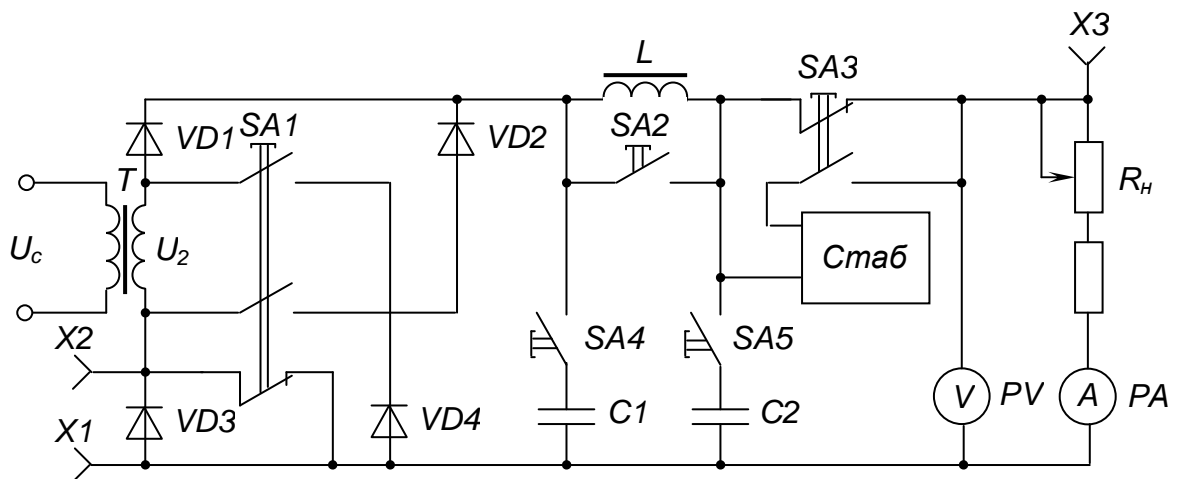 X3
L
SA3
VD1
SA1
VD2
SA2
T
Rн
Uс
U2
Стаб
X2
SA4
SA5
X1
VD3
VD4
C1
C2
V
PV
A
PA